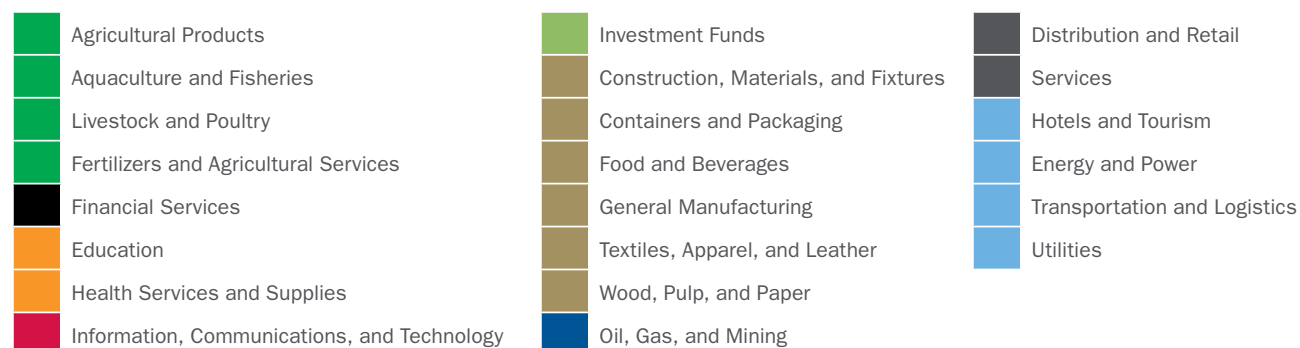 Agricultural Products
Aquaculture and Fisheries
Livestock and Poultry
Fertilizers and Agricultural Services
Financial Services
Education
Health Services and Supplies
Information, Communications, and Technology
Investment Funds
Construction, Materials, and Fixtures
Containers and Packaging
Food and Beverages
General Manufacturing
Textiles, Apparel, and Leather
Wood, Pulp, and Paper
Oil, Gas, and Mining
Distribution and Retail
Services
Hotels and Tourism
Energy and Power
Transportation and Logistics
Utilities